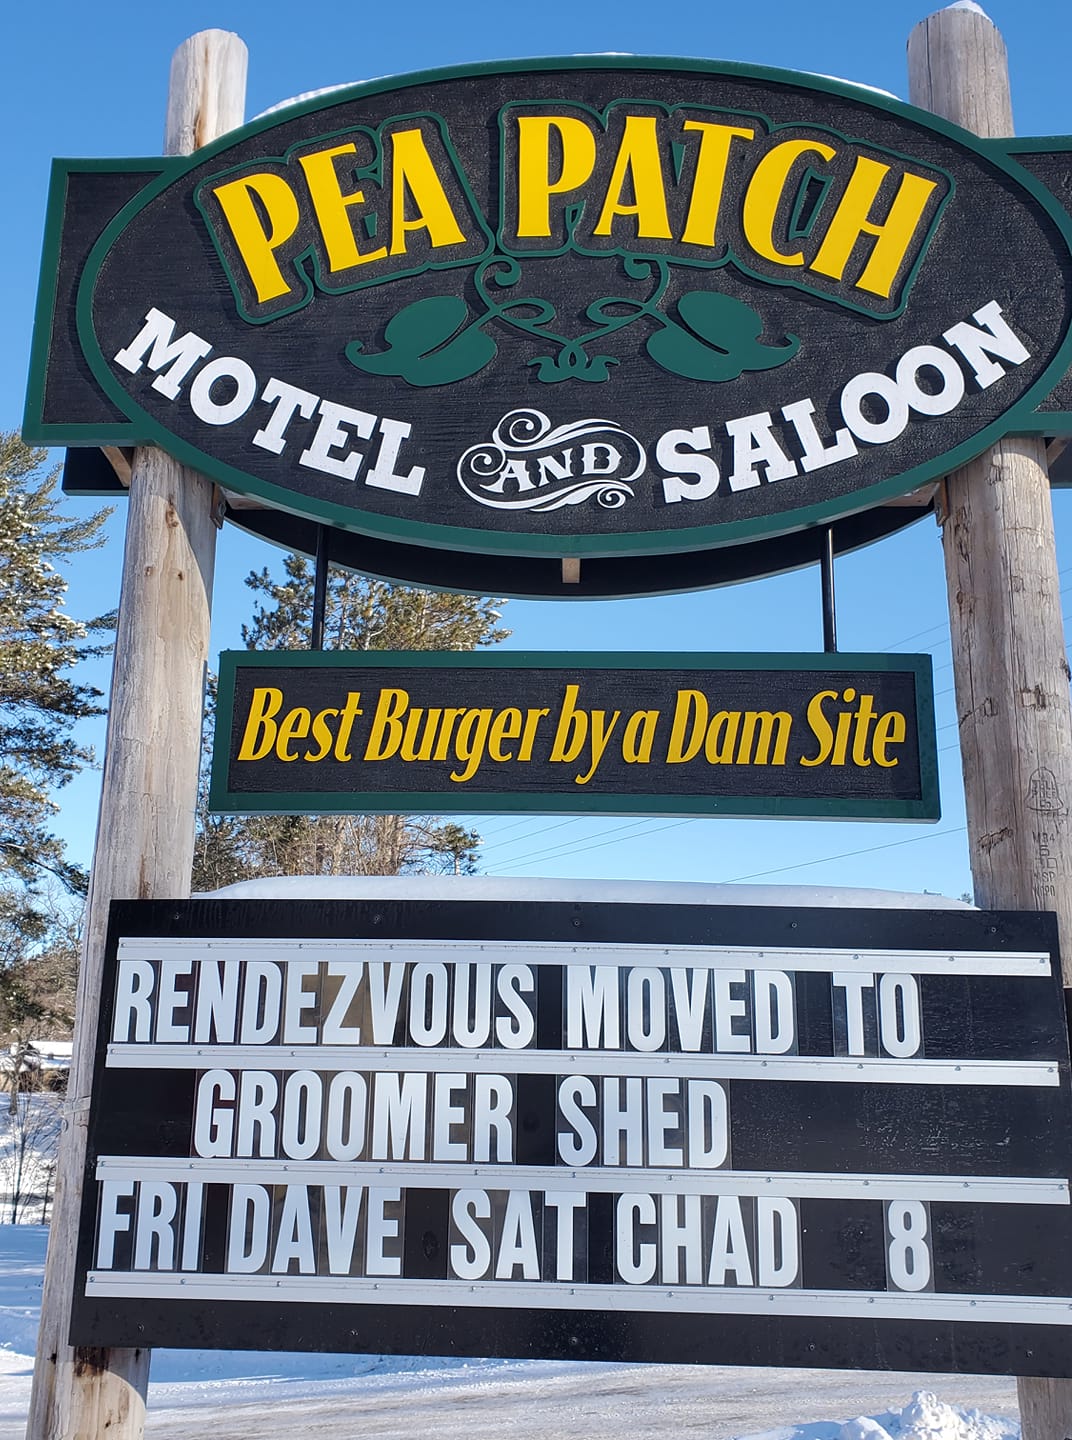 PEA PATCH
MOTEL AND SALOON
Best Burger by a Dam Site
RENDEZVOUS MOVED TO
GROOMER SHED
FRI DAVE SAT CHAD 8